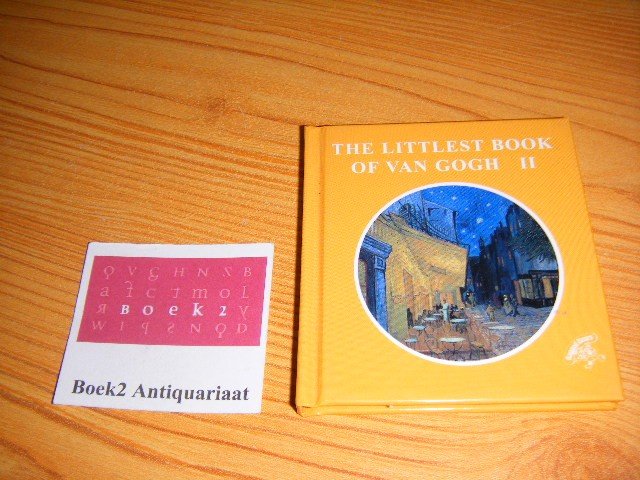 THE LITTLEST BOOK
OF VAN GOGH II
BOEK2
Boek2 Antiquariaat